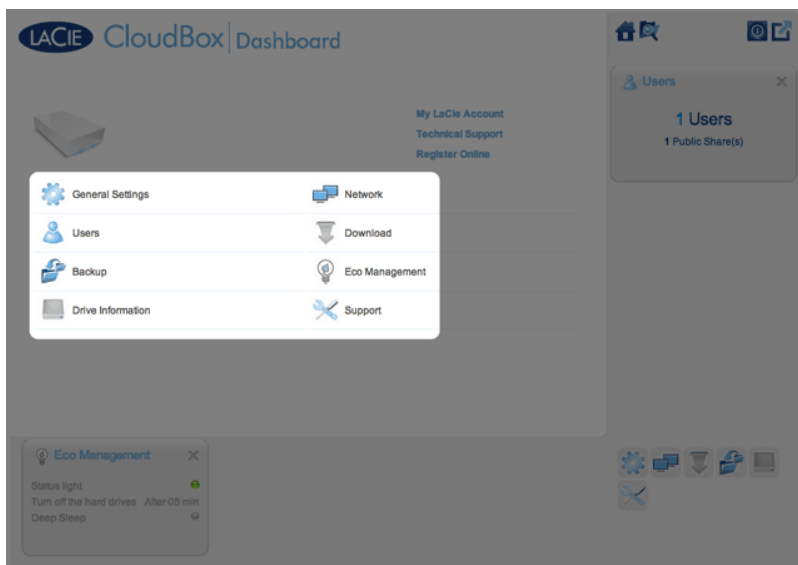 LACIE CloudBox Dashboard
My LaCie Account
Technical Support
Register Online
General Settings
Network
Users
Download
Backup
Eco Management
Drive Information
Support
Users
1 Users
1 Public Share(s)
Eco Management
Status light
Turn off the hard drives After 05 min
Deep Sleep